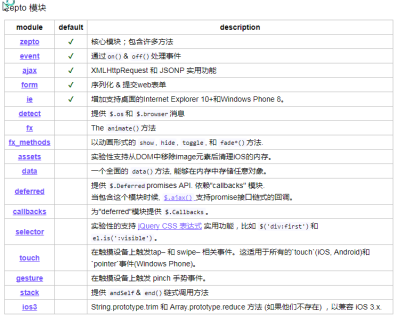 Zepto 模块
module default description
zepto ✓ 核心模块；包含许多方法
event ✓ 通过on() & off()处理事件
ajax ✓ XMLHttpRequest 和 JSONP 实用功能
form ✓ 序列化 & 提交web表单
ie ✓ 增加支持桌面的Internet Explorer 10+和Windows Phone 8。
detect 提供 $.os 和 $.browser 消息
fx The animate() 方法
fx_methods 以动画形式的 show, hide, toggle, 和 fade*() 方法.
assets 实验性支持从DOM中移除image元素后清理iOS的内存。
data 一个全面的 data() 方法, 能够在内存中存储任意对象。
deferred 提供 $.Deferred promises API. 依赖"callbacks" 模块.
当包含这个模块时候, $.ajax() 支持promise接口链式的回调。
callbacks 为"deferred"模块提供 $.Callbacks 。
selector 实验性的支持 jQuery CSS 表达式 实用功能，比如 $('div:first') 和
el.is(':visible')。
touch 在触摸设备上触发tap– 和 swipe– 相关事件。这适用于所有的`touch`(iOS, Android)和
`pointer`事件(Windows Phone)。
gesture 在触摸设备上触发 pinch 手势事件。
stack 提供 andSelf & end() 链式调用方法
ios3 String.prototype.trim 和 Array.prototype.reduce 方法 (如果他们不存在) ，以兼容 iOS 3.x.